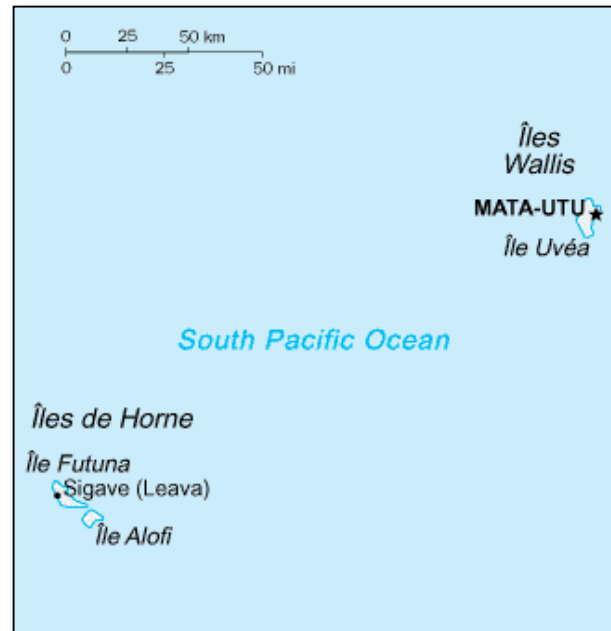 0 25 50 km
0 25 50 mi
Îles
Wallis
MATA-UTU
Île Uvéa
South Pacific Ocean
Îles de Horne
Île Futuna
Sigave (Leava)
Île Alofi